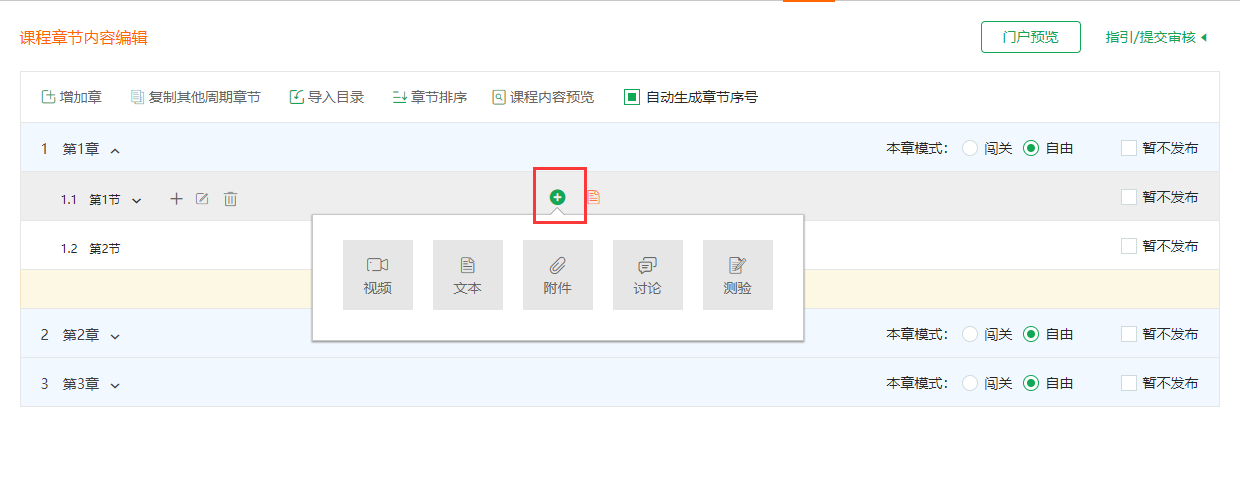 课程章节内容编辑 门户预览 指引/提交审核
增加章 复制其他周期章节 导入目录 章节排序 课程内容预览 自动生成章节序号
1 第1章 本章模式： 闯关 自由 暂不发布
1.1 第1节 暂不发布
1.2 第2节 暂不发布
视频 文本 附件 讨论 测验
2 第2章 本章模式： 闯关 自由 暂不发布
3 第3章 本章模式： 闯关 自由 暂不发布